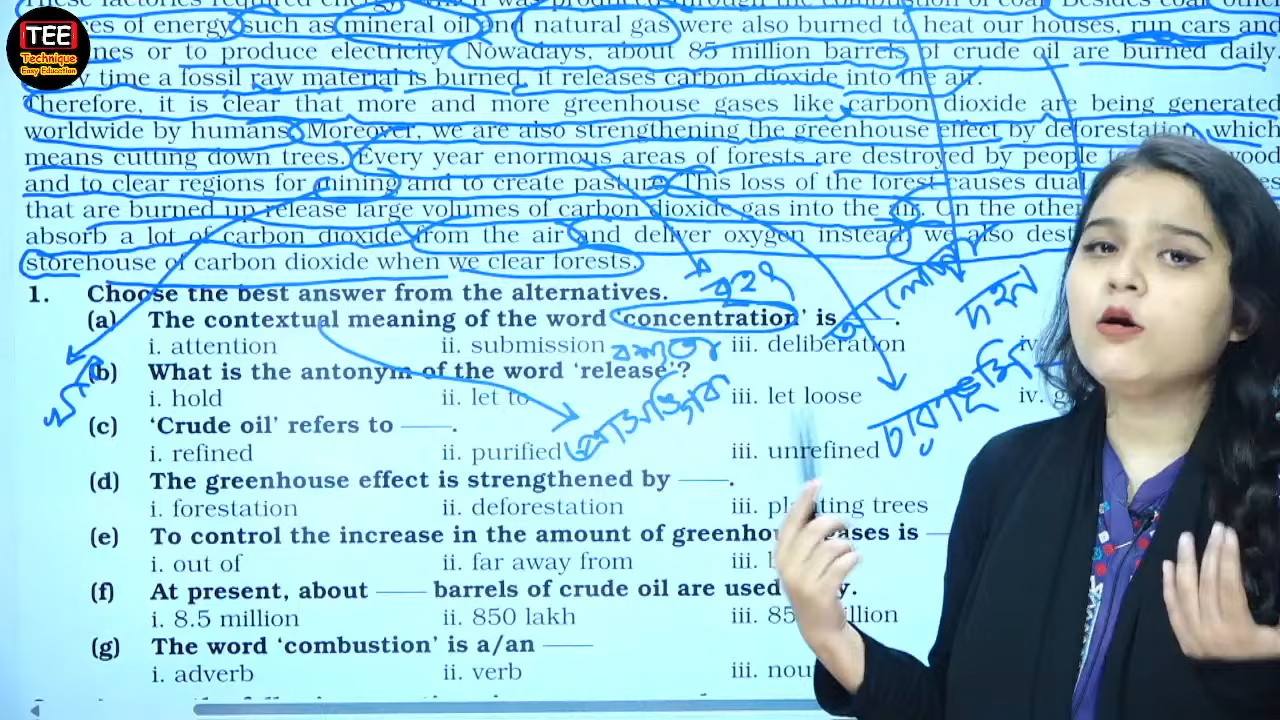 TEE
Technique
Easy Education
These factories required energy, which was produced through the combustion of coal. Besides coal other
es of energy such as mineral oil and natural gas were also burned to heat our houses, run cars and
nes or to produce electricity. Nowadays, about 85 million barrels of crude oil are burned daily.
y time a fossil raw material is burned, it releases carbon dioxide into the air.
Therefore, it is clear that more and more greenhouse gases like carbon dioxide are being generated
worldwide by humans. Moreover, we are also strengthening the greenhouse effect by deforestation, which
means cutting down trees. Every year enormous areas of forests are destroyed by people wood
and to clear regions for mining and to create pasture. This loss of the forest causes dual
that are burned up release large volumes of carbon dioxide gas into the air. On the other
absorb a lot of carbon dioxide from the air and deliver oxygen instead, we also dest
storehouse of carbon dioxide when we clear forests.
1. Choose the best answer from the alternatives.
(a) The contextual meaning of the word 'concentration' is ——.
i. attention ii. submission iii. deliberation iv
(b) What is the antonym of the word 'release'?
i. hold ii. let to iii. let loose iv. g
(c) 'Crude oil' refers to ——.
i. refined ii. purified iii. unrefined
(d) The greenhouse effect is strengthened by ——.
i. forestation ii. deforestation iii. planting trees
(e) To control the increase in the amount of greenhouse gases is —
i. out of ii. far away from iii. b
(f) At present, about —— barrels of crude oil are used y.
i. 8.5 million ii. 850 lakh iii. 85 llion
(g) The word 'combustion' is a/an ——
i. adverb ii. verb iii. nou
বৃহৎ
দহন
চারণভূমি